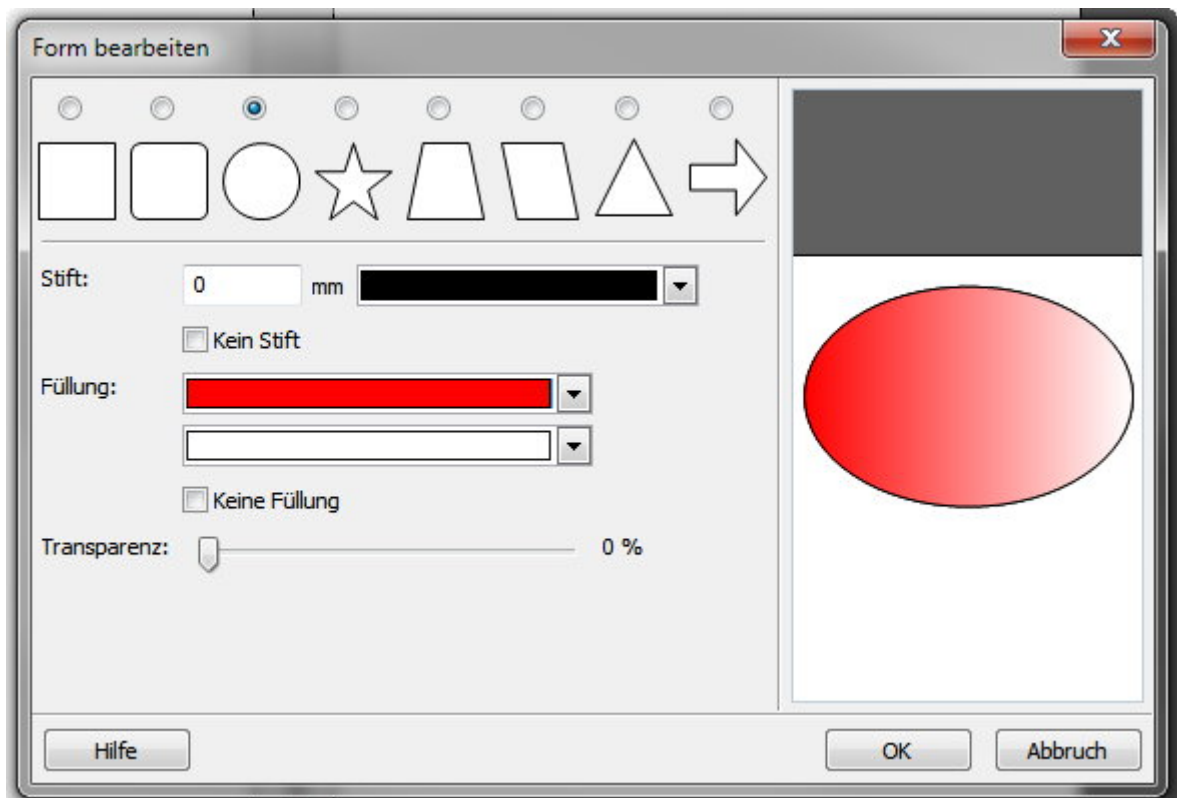 Form bearbeiten
Stift:
0 mm
Kein Stift
Füllung:
Keine Füllung
Transparenz: 0 %
Hilfe OK Abbruch